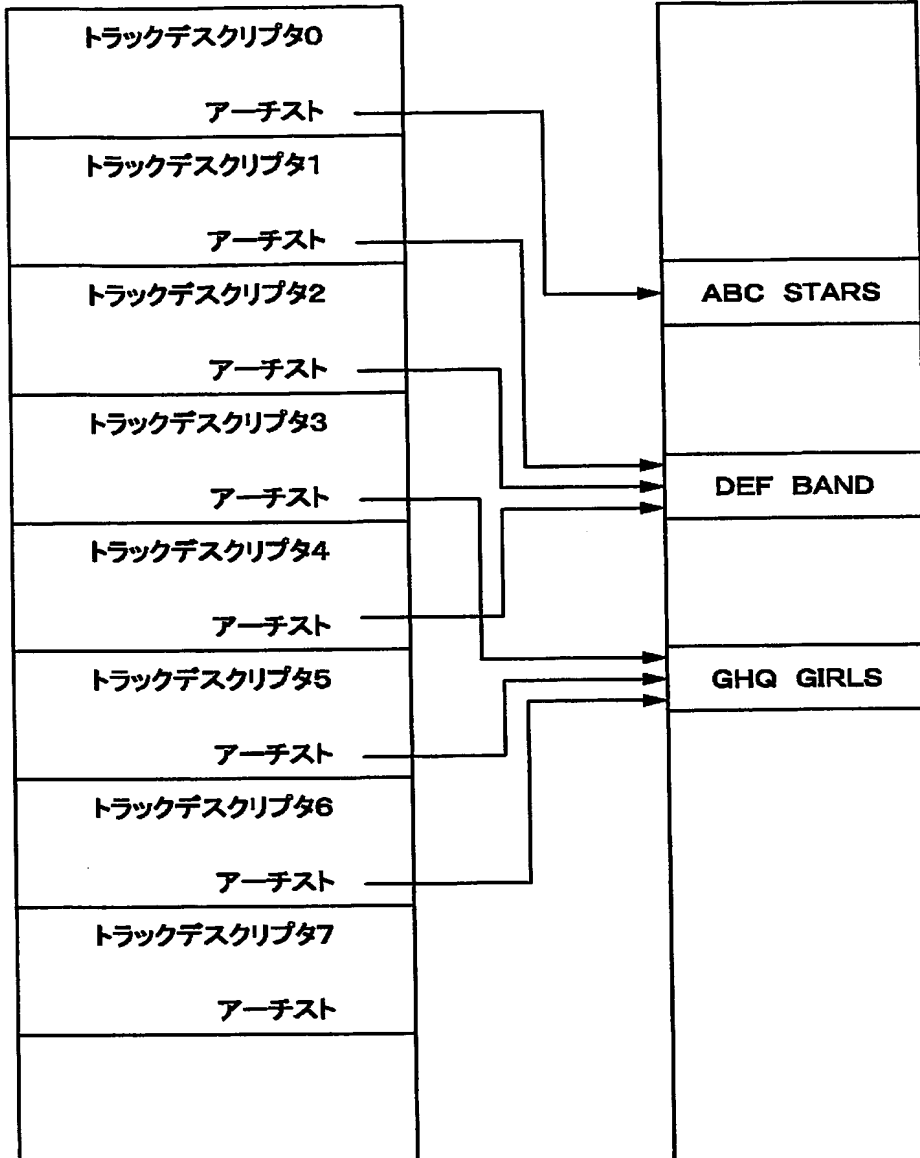 トラックデスクリプタ0
アーチスト
トラックデスクリプタ1
アーチスト
トラックデスクリプタ2
アーチスト
トラックデスクリプタ3
アーチスト
トラックデスクリプタ4
アーチスト
トラックデスクリプタ5
アーチスト
トラックデスクリプタ6
アーチスト
トラックデスクリプタ7
アーチスト
ABC STARS
DEF BAND
GHQ GIRLS